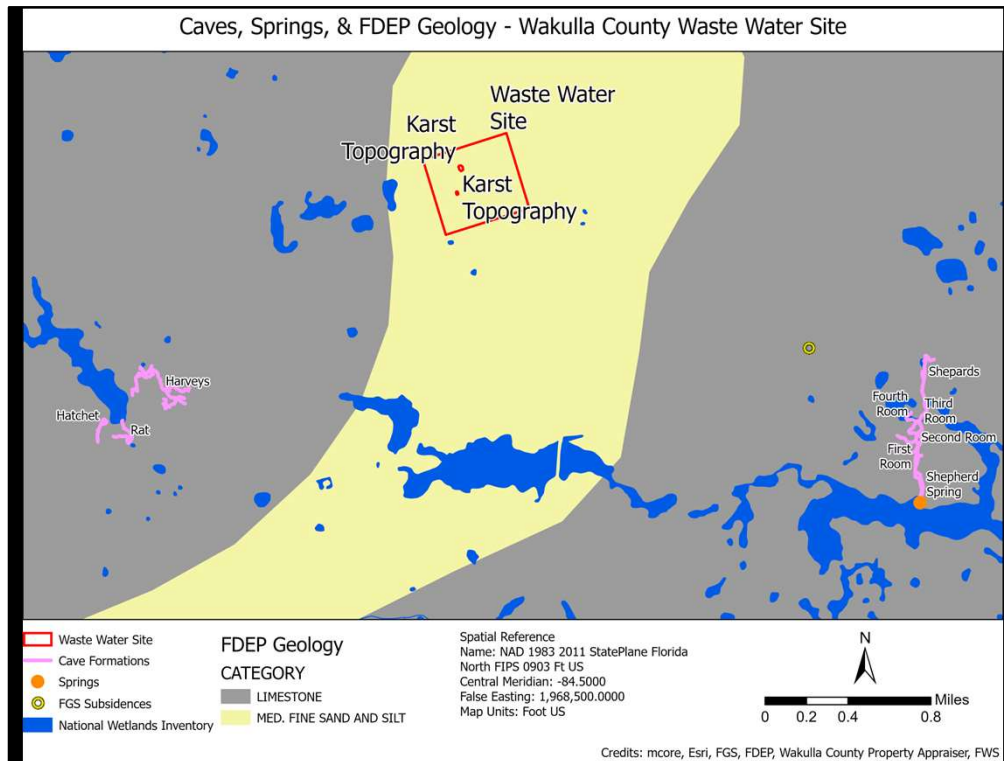 Caves, Springs, & FDEP Geology - Wakulla County Waste Water Site
Waste Water
Site
Karst
Topography
Karst
Topography
Harveys
Hatchet
Rat
Shepards
Fourth
Room
Third
Room
Second Room
First
Room
Shepherd
Spring
Waste Water Site
Cave Formations
Springs
FGS Subsidences
National Wetlands Inventory
FDEP Geology
CATEGORY
LIMESTONE
MED. FINE SAND AND SILT
Spatial Reference
Name: NAD 1983 2011 StatePlane Florida
North FIPS 0903 Ft US
Central Meridian: -84.5000
False Easting: 1,968,500.0000
Map Units: Foot US
N
Miles
0 0.2 0.4 0.8
Credits: mcore, Esri, FGS, FDEP, Wakulla County Property Appraiser, FWS